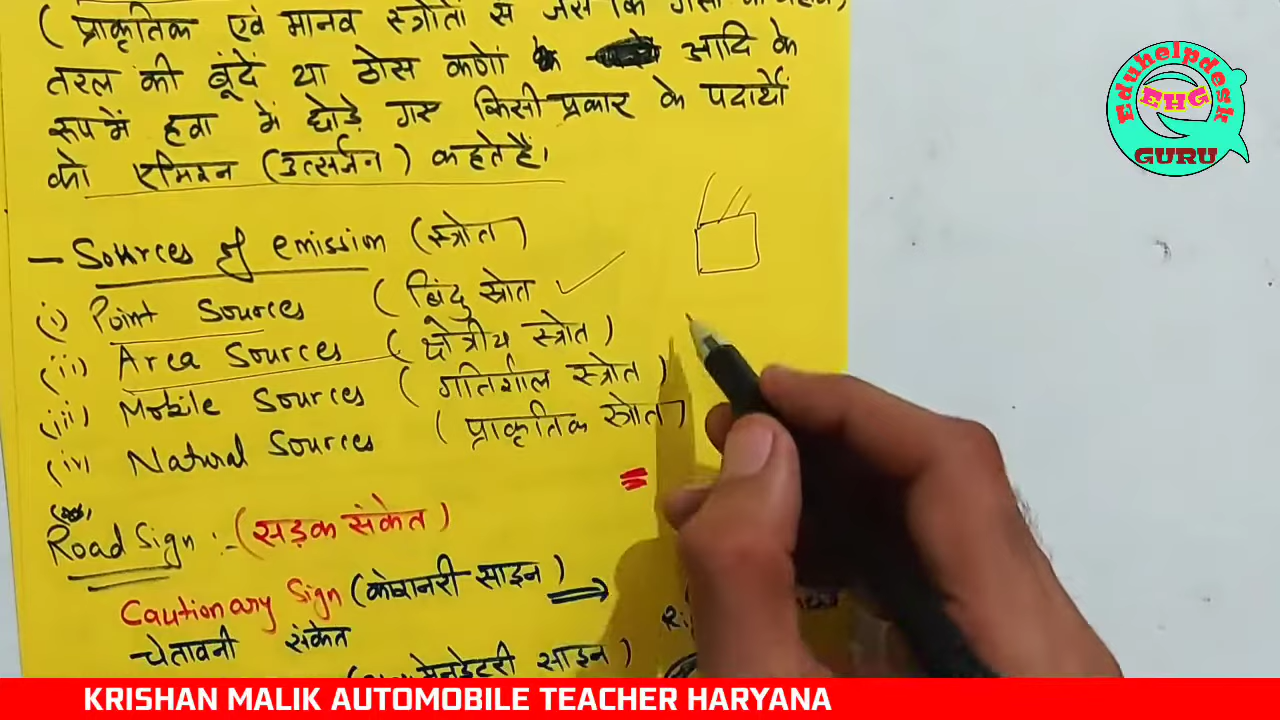 ( प्राकृतिक एवं मानव स्त्रोतों से जैसे कि
तरल की बूंदें या ठोस कणों के आदि के
रूप में हवा में छोड़े गए किसी प्रकार के पदार्थों
को एमिशन (उत्सर्जन) कहते हैं।
- Sources of emission (स्त्रोत)
(i) Point Sources ( बिंदु स्रोत
(ii) Area Sources ( क्षेत्रीय स्त्रोत )
(iii) Mobile Sources ( गतिशील स्त्रोत )
(iv) Natural Sources ( प्राकृतिक स्त्रोत )
Road Sign :- (सड़क संकेत)
Cautionary Sign (कोशनरी साइन)
चेतावनी संकेत
मेनडेटरी साइन )
Eduhelpdesk
EHG
GURU
KRISHAN MALIK AUTOMOBILE TEACHER HARYANA